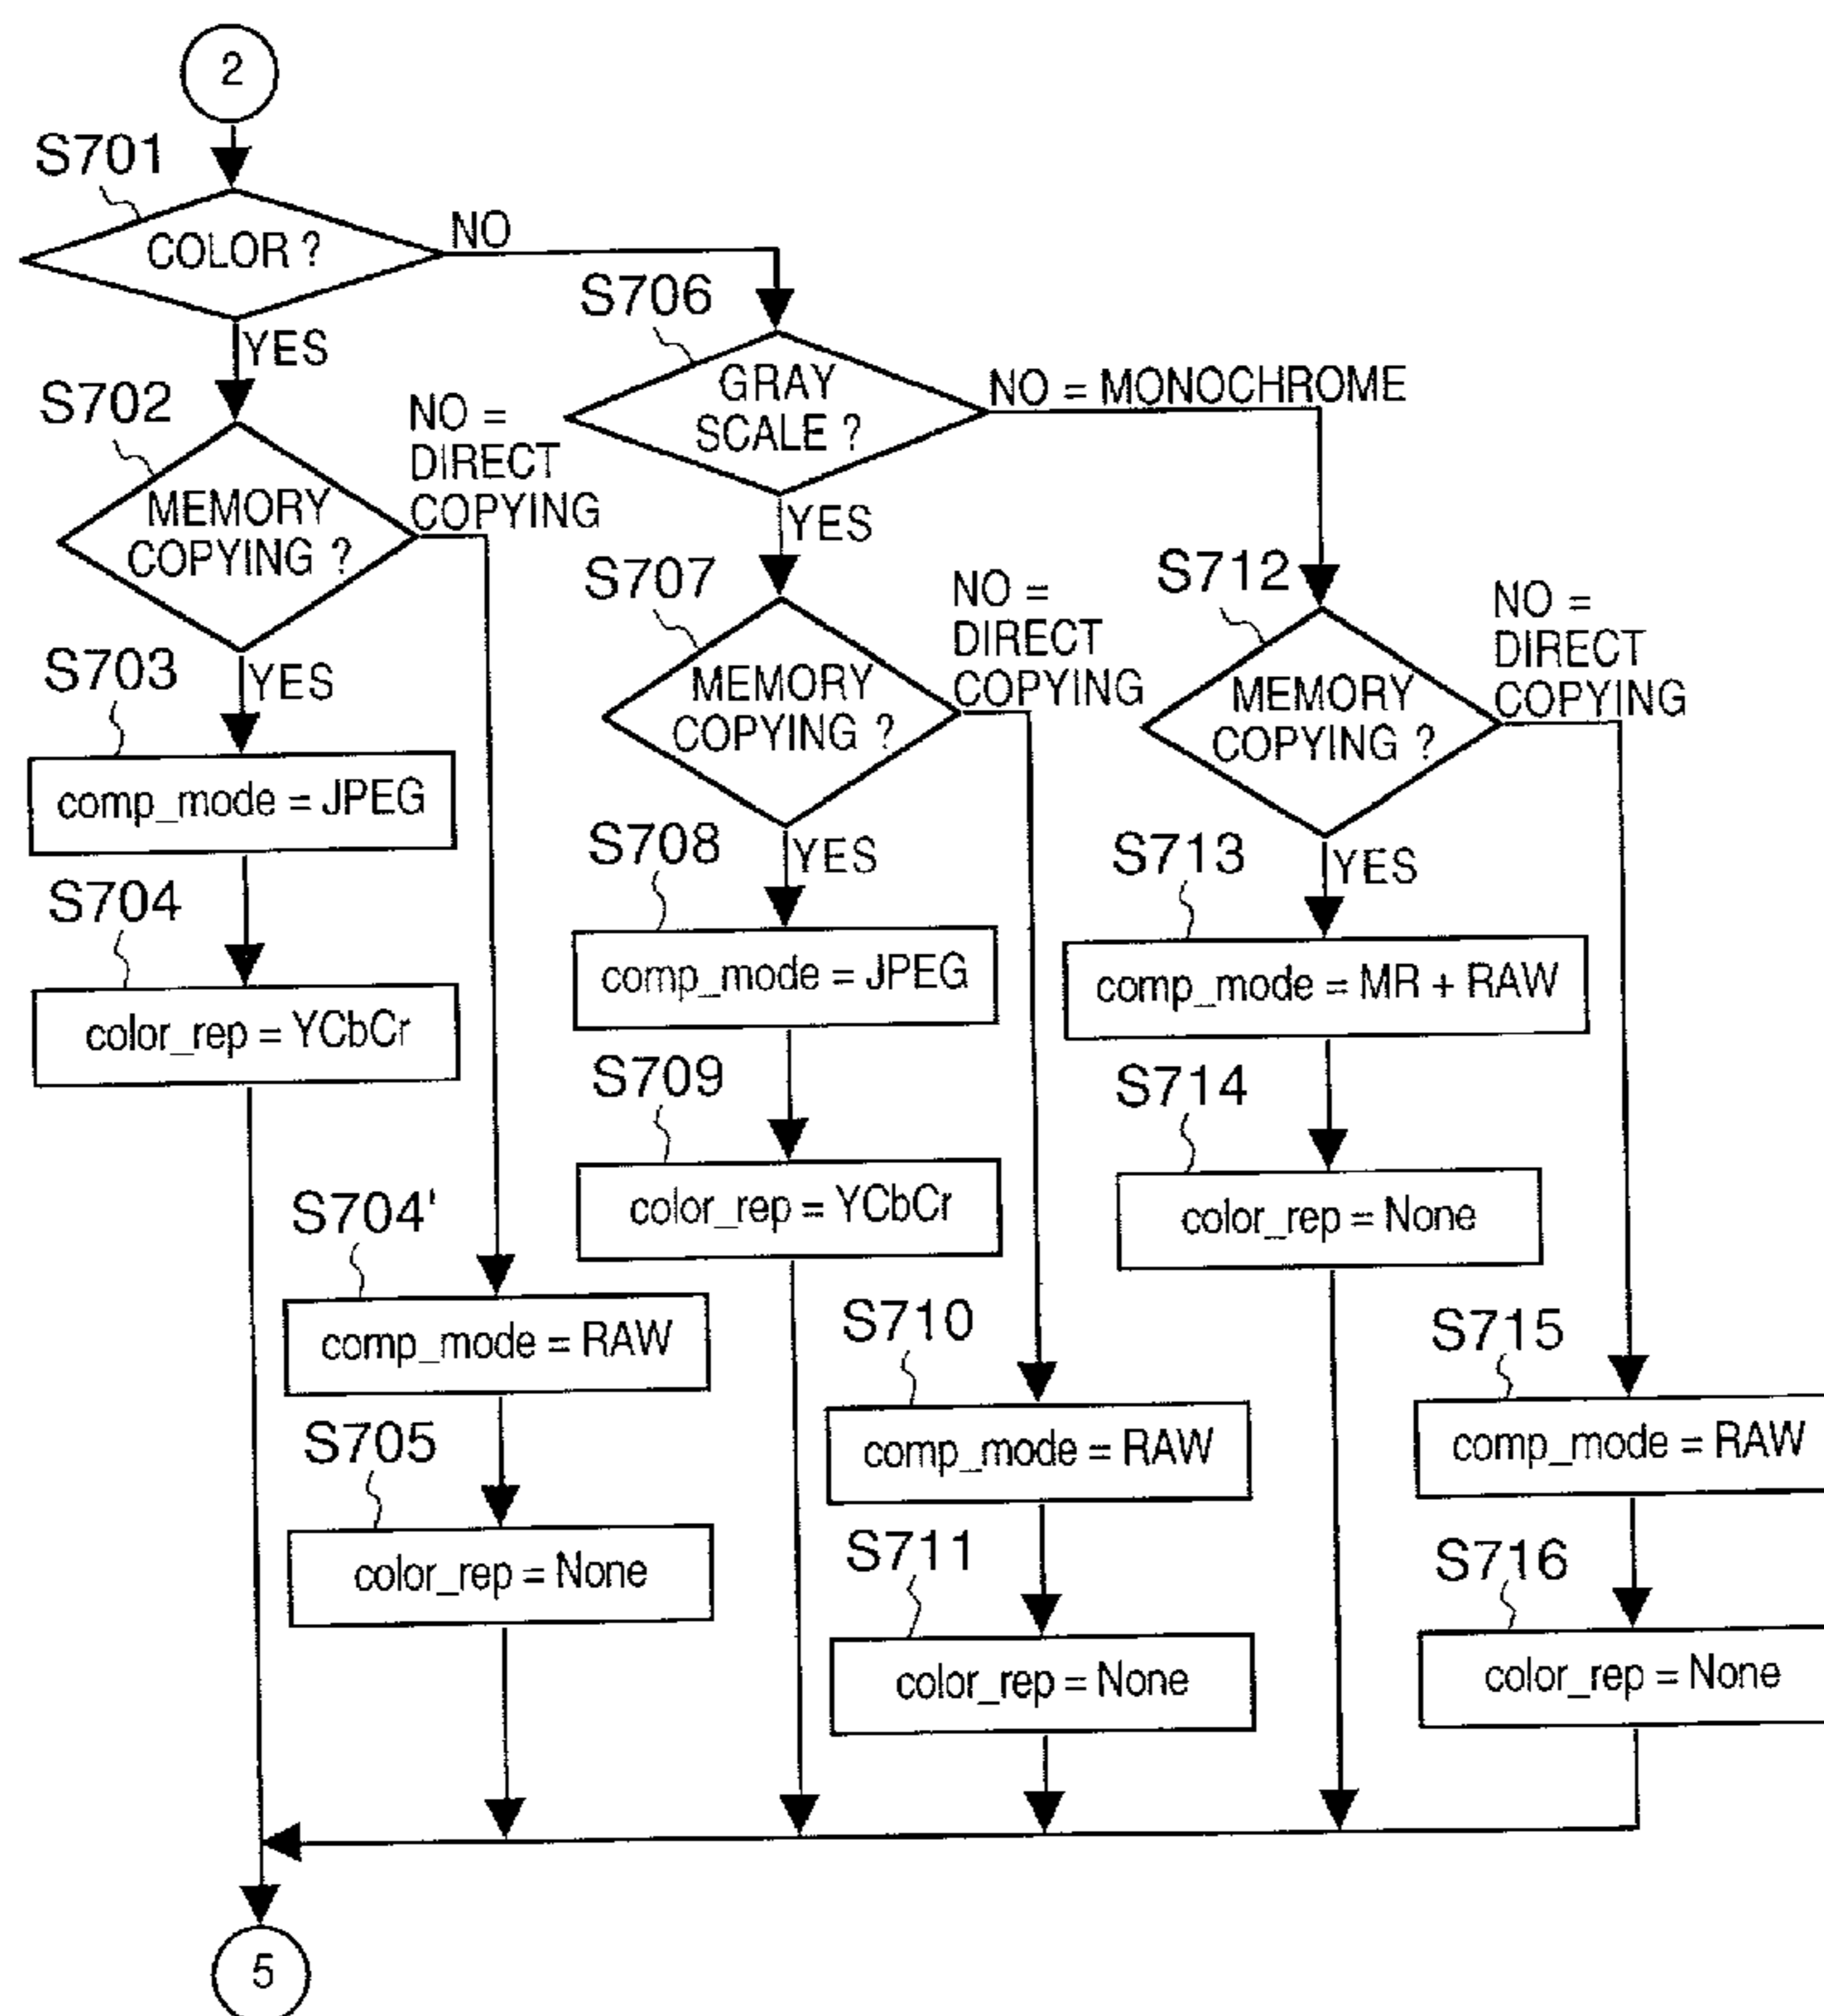 2
S701
COLOR ?
NO
YES
S706
GRAY
SCALE ?
NO = MONOCHROME
YES
S702
MEMORY
COPYING ?
NO =
DIRECT
COPYING
YES
S703
comp_mode = JPEG
S704
color_rep = YCbCr
S704'
comp_mode = RAW
S705
color_rep = None
S707
MEMORY
COPYING ?
NO =
DIRECT
COPYING
YES
S708
comp_mode = JPEG
S709
color_rep = YCbCr
S710
comp_mode = RAW
S711
color_rep = None
S712
MEMORY
COPYING ?
NO =
DIRECT
COPYING
YES
S713
comp_mode = MR + RAW
S714
color_rep = None
S715
comp_mode = RAW
S716
color_rep = None
5